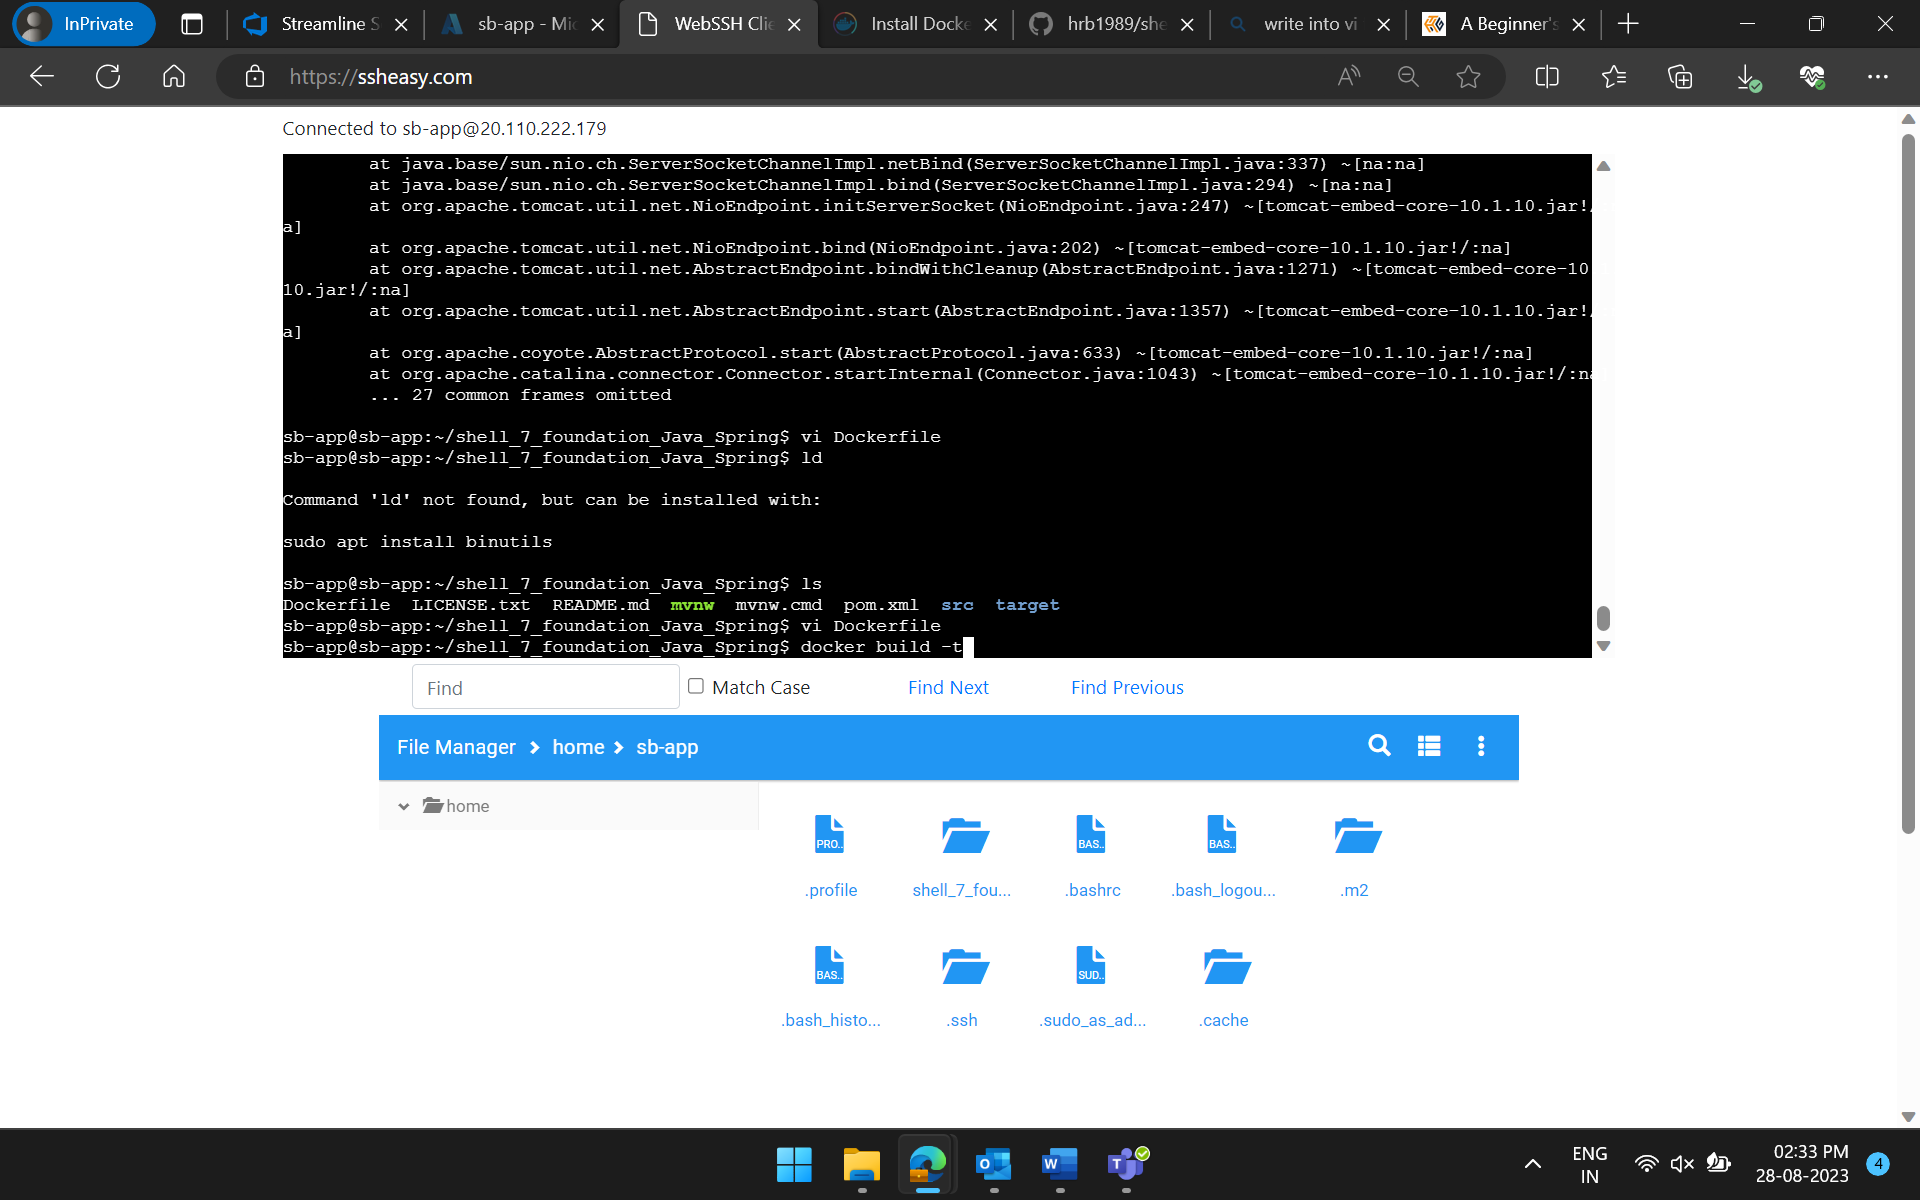 InPrivate
Streamline S
sb-app - Mic
WebSSH Clie
Install Docke
hrb1989/she
write into vi
A Beginner's
https://ssheasy.com
Connected to sb-app@20.110.222.179
at java.base/sun.nio.ch.ServerSocketChannelImpl.netBind(ServerSocketChannelImpl.java:337) ~[na:na]
at java.base/sun.nio.ch.ServerSocketChannelImpl.bind(ServerSocketChannelImpl.java:294) ~[na:na]
at org.apache.tomcat.util.net.NioEndpoint.initServerSocket(NioEndpoint.java:247) ~[tomcat-embed-core-10.1.10.jar!/
a]
at org.apache.tomcat.util.net.NioEndpoint.bind(NioEndpoint.java:202) ~[tomcat-embed-core-10.1.10.jar!/:na]
at org.apache.tomcat.util.net.AbstractEndpoint.bindWithCleanup(AbstractEndpoint.java:1271) ~[tomcat-embed-core-10
10.jar!/:na]
at org.apache.tomcat.util.net.AbstractEndpoint.start(AbstractEndpoint.java:1357) ~[tomcat-embed-core-10.1.10.jar!/
a]
at org.apache.coyote.AbstractProtocol.start(AbstractProtocol.java:633) ~[tomcat-embed-core-10.1.10.jar!/:na]
at org.apache.catalina.connector.Connector.startInternal(Connector.java:1043) ~[tomcat-embed-core-10.1.10.jar!/:na
... 27 common frames omitted
sb-app@sb-app:~/shell_7_foundation_Java_Spring$ vi Dockerfile
sb-app@sb-app:~/shell_7_foundation_Java_Spring$ ld
Command 'ld' not found, but can be installed with:
sudo apt install binutils
sb-app@sb-app:~/shell_7_foundation_Java_Spring$ ls
Dockerfile LICENSE.txt README.md mvnw mvnw.cmd pom.xml src target
sb-app@sb-app:~/shell_7_foundation_Java_Spring$ vi Dockerfile
sb-app@sb-app:~/shell_7_foundation_Java_Spring$ docker build -t
Find
Match Case
Find Next
Find Previous
File Manager > home > sb-app
home
PRO..
BAS..
BAS..
.profile
shell_7_fou...
.bashrc
.bash_logou...
.m2
BAS..
SUD..
.bash_histo...
.ssh
.sudo_as_ad...
.cache
ENG
IN
02:33 PM
28-08-2023
4